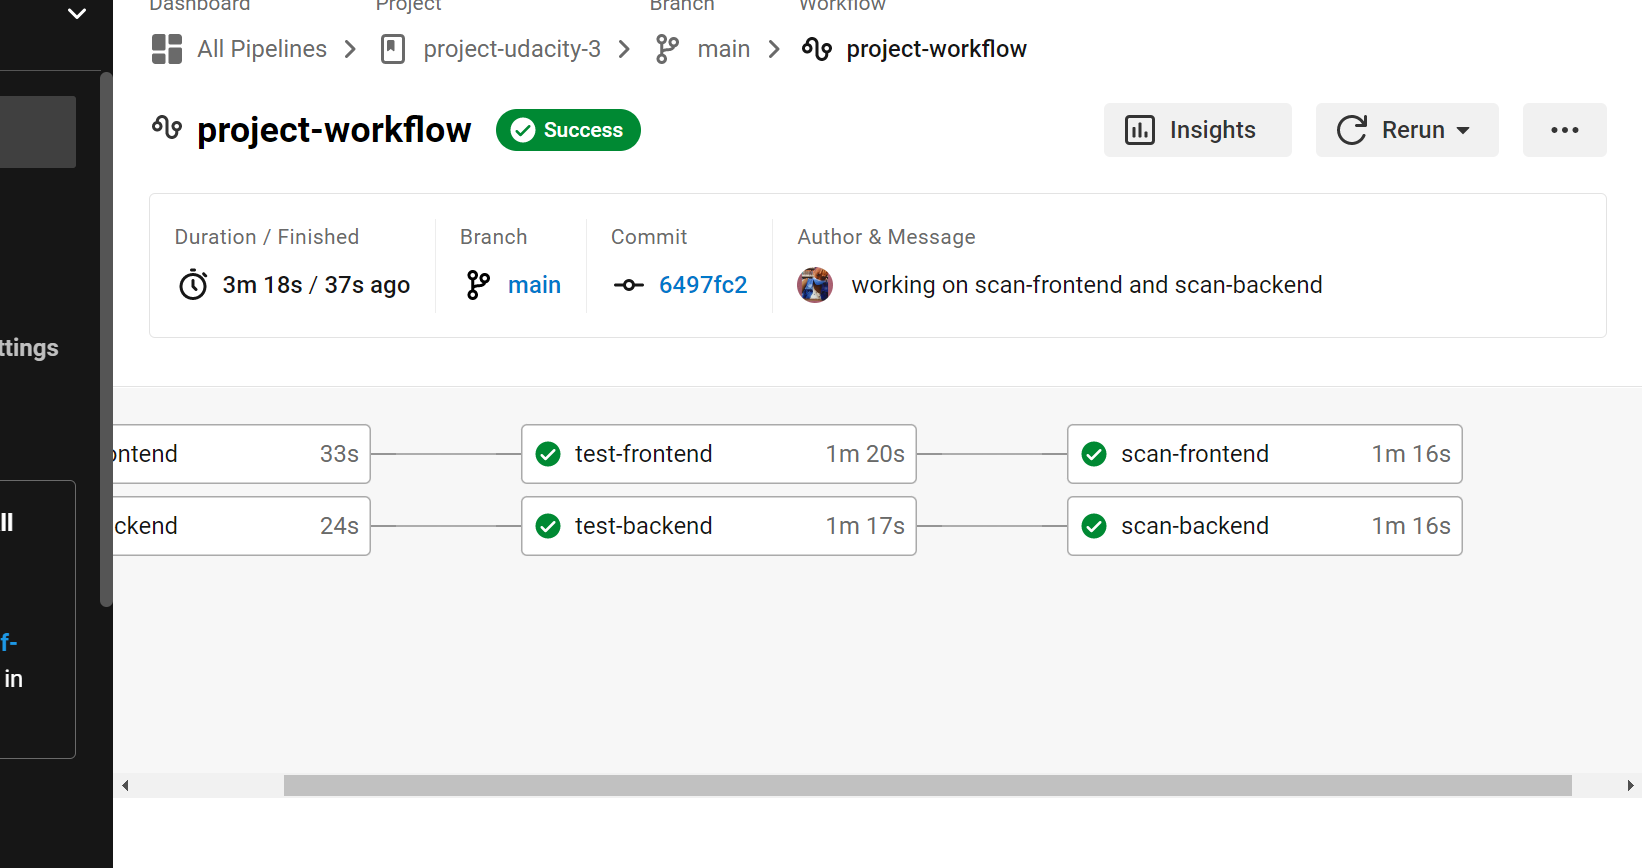 Dashboard Project Branch Workflow
All Pipelines project-udacity-3 main project-workflow
project-workflow Success Insights Rerun
Duration / Finished Branch Commit Author & Message
3m 18s / 37s ago main 6497fc2 working on scan-frontend and scan-backend
ttings
ontend 33s test-frontend 1m 20s scan-frontend 1m 16s
ckend 24s test-backend 1m 17s scan-backend 1m 16s
ll
f-
in